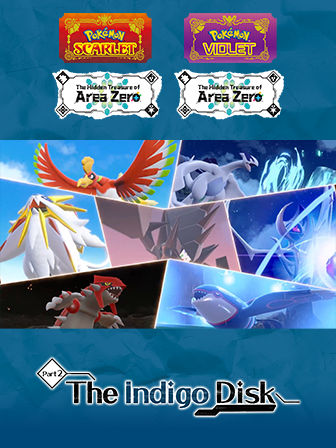 POKÉMON
SCARLET
POKÉMON
VIOLET
The Hidden Treasure of
Area Zero
The Hidden Treasure of
Area Zero
Part 2
The Indigo Disk